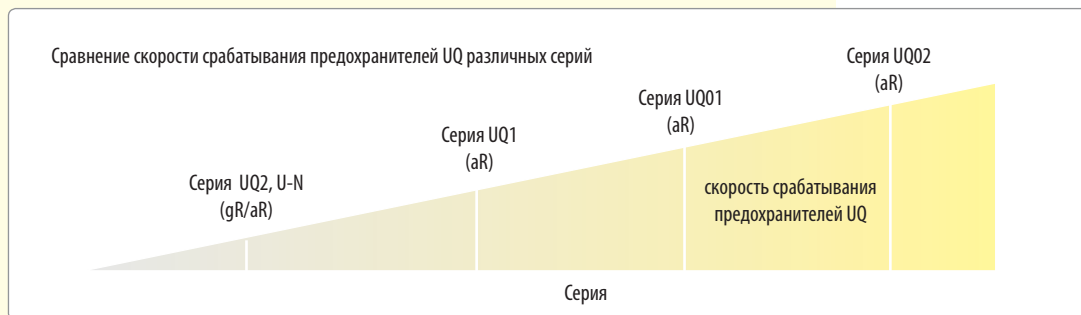 Сравнение скорости срабатывания предохранителей UQ различных серий
Серия UQ02
(aR)
Серия UQ01
(aR)
Серия UQ1
(aR)
Серия UQ2, U-N
(gR/aR)
скорость срабатывания
предохранителей UQ
Серия